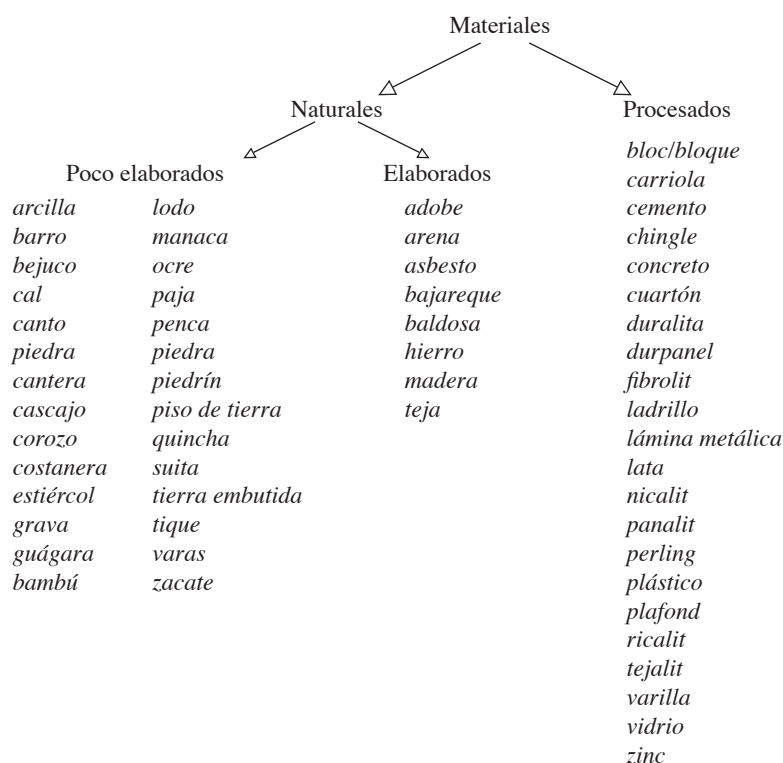 Materiales
Naturales
Procesados
Poco elaborados
Elaborados
arcilla
barro
bejuco
cal
canto
piedra
cantera
cascajo
corozo
costanera
estiércol
grava
guágara
bambú
lodo
manaca
ocre
paja
penca
piedra
piedrín
piso de tierra
quincha
suita
tierra embutida
tique
varas
zacate
adobe
arena
asbesto
bajareque
baldosa
hierro
madera
teja
bloc/bloque
carriola
cemento
chingle
concreto
cuartón
duralita
durpanel
fibrolit
ladrillo
lámina metálica
lata
nicalit
panalit
perling
plástico
plafond
ricalit
tejalit
varilla
vidrio
zinc